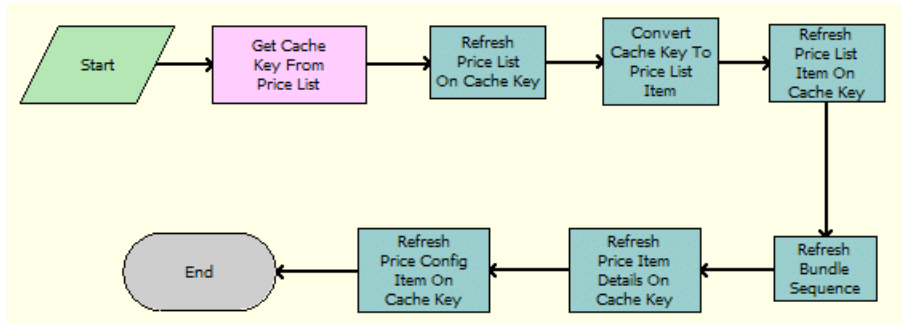 Start
Get Cache
Key From
Price List
Refresh
Price List
On Cache Key
Convert
Cache Key To
Price List
Item
Refresh
Price List
Item On
Cache Key
Refresh
Bundle
Sequence
Refresh
Price Item
Details On
Cache Key
Refresh
Price Config
Item On
Cache Key
End